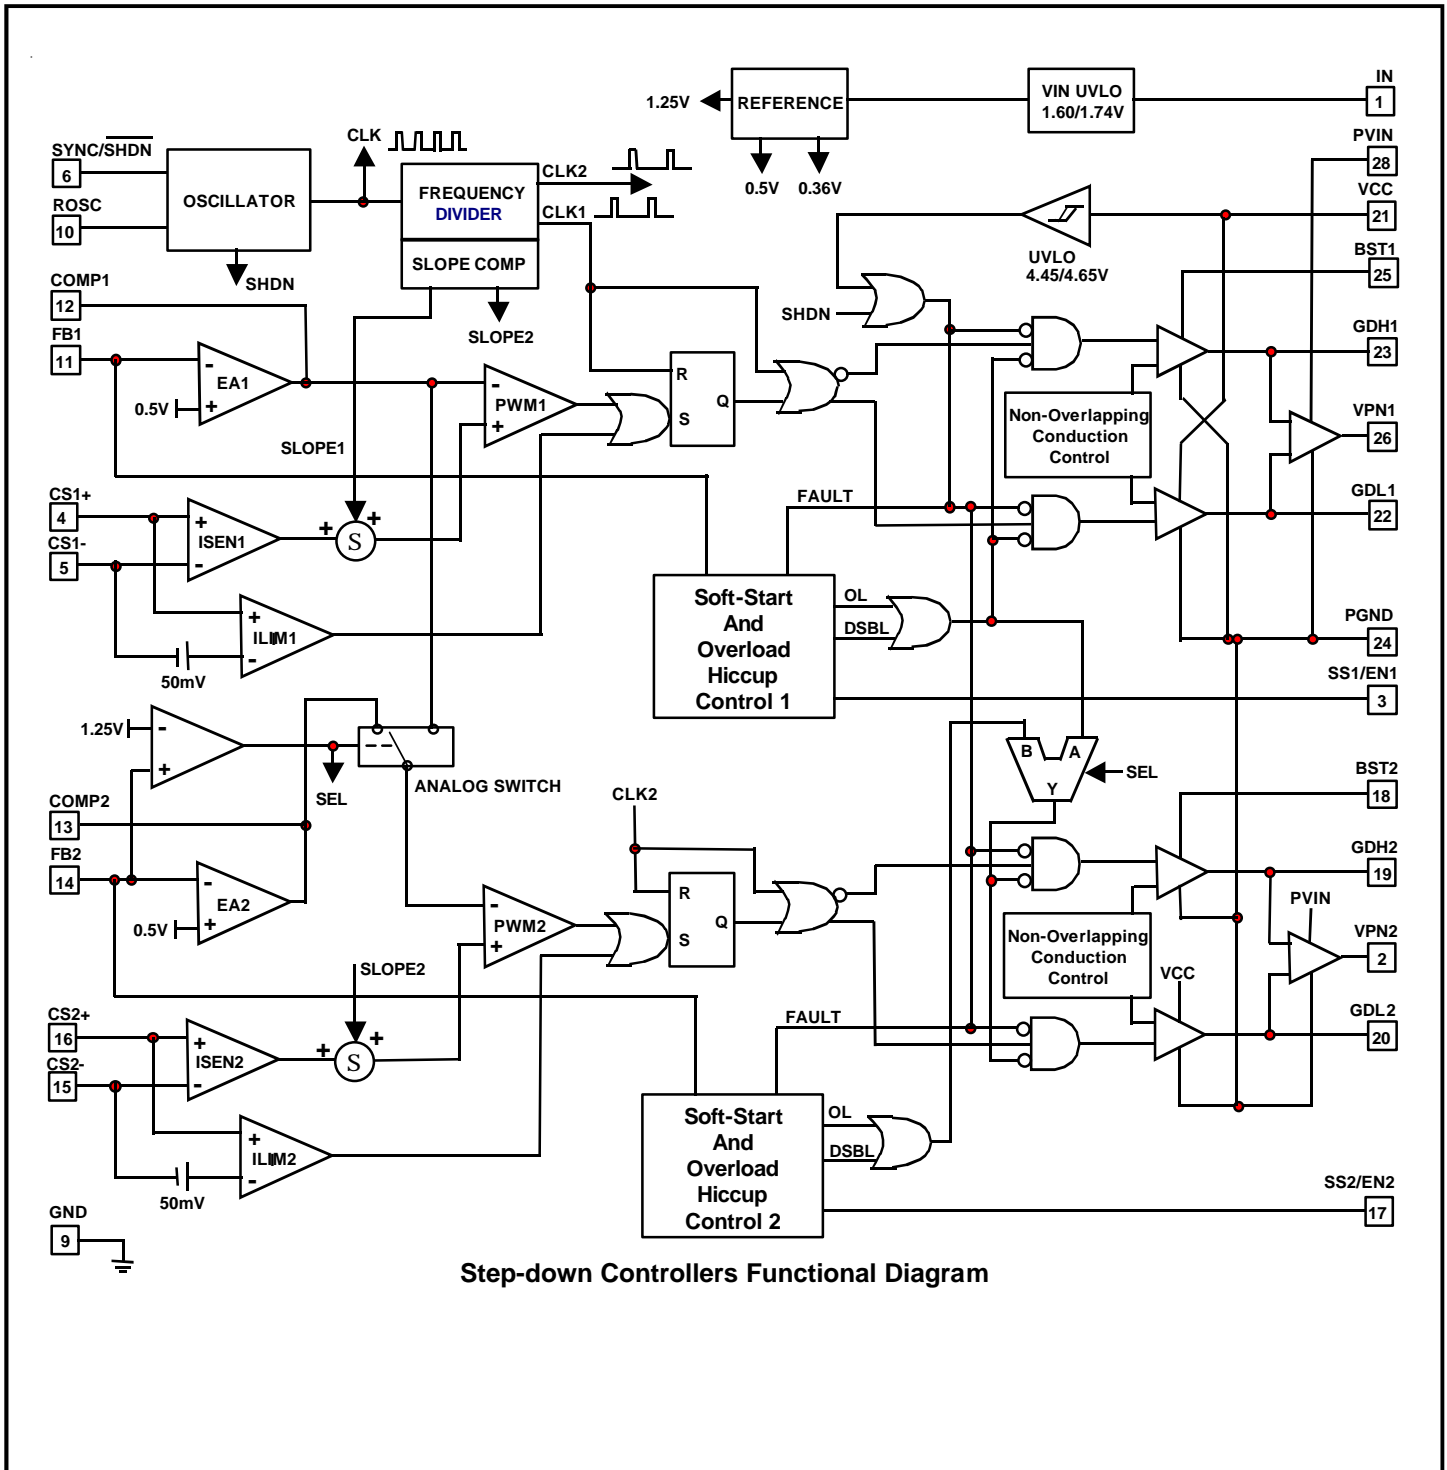 IN
1
VIN UVLO
1.60/1.74V
REFERENCE
1.25V
0.5V
0.36V
PVIN
28
VCC
21
UVLO
4.45/4.65V
BST1
25
SYNC/SHDN
6
ROSC
10
OSCILLATOR
SHDN
CLK
FREQUENCY
DIVIDER
CLK2
CLK1
SLOPE COMP
SLOPE2
SHDN
COMP1
12
FB1
11
-
EA1
+
0.5V
SLOPE1
-
PWM1
+
R
S
Q
GDH1
23
Non-Overlapping
Conduction
Control
VPN1
26
GDL1
22
CS1+
4
CS1-
5
+
ISEN1
-
+
+
S
FAULT
+
ILIM1
-
50mV
Soft-Start
And
Overload
Hiccup
Control 1
OL
DSBL
PGND
24
SS1/EN1
3
1.25V
-
+
SEL
ANALOG SWITCH
B
A
Y
SEL
BST2
18
COMP2
13
FB2
14
-
EA2
+
0.5V
CLK2
-
PWM2
+
R
S
Q
GDH2
19
PVIN
Non-Overlapping
Conduction
Control
VPN2
2
VCC
GDL2
20
SLOPE2
CS2+
16
CS2-
15
+
ISEN2
-
+
+
S
FAULT
+
ILIM2
-
50mV
Soft-Start
And
Overload
Hiccup
Control 2
OL
DSBL
SS2/EN2
17
GND
9
Step-down Controllers Functional Diagram